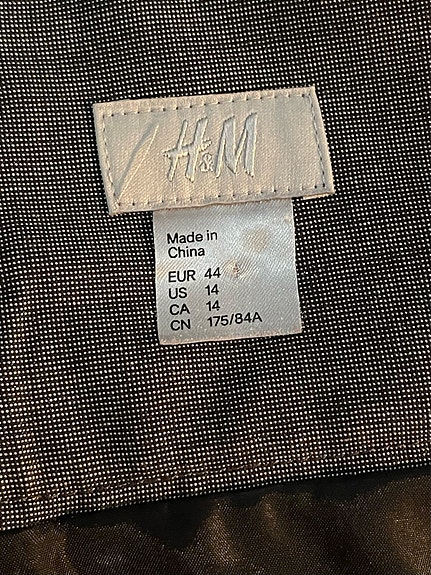 H&M
Made in
China
EUR 44
US 14
CA 14
CN 175/84A